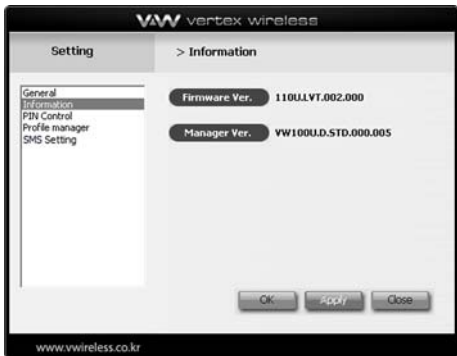 VW vertex wireless
Setting
> Information
General
Information
PIN Control
Profile manager
SMS Setting
Firmware Ver. 110U.LVT.002.000
Manager Ver. VW100U.D.STD.000.005
OK Apply Close
www.vwireless.co.kr